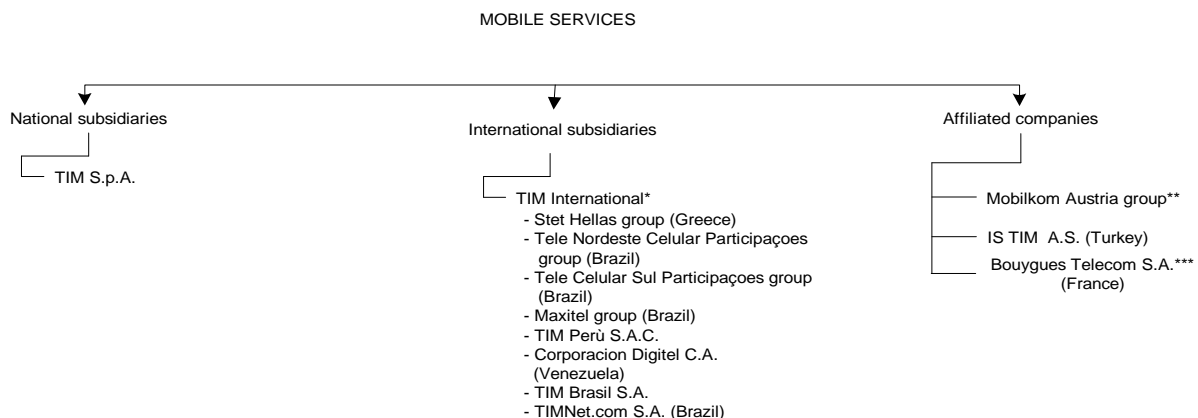 MOBILE SERVICES
National subsidiaries
TIM S.p.A.
International subsidiaries
TIM International*
- Stet Hellas group (Greece)
- Tele Nordeste Celular Participaçoes
group (Brazil)
- Tele Celular Sul Participaçoes group
(Brazil)
- Maxitel group (Brazil)
- TIM Perù S.A.C.
- Corporacion Digitel C.A.
(Venezuela)
- TIM Brasil S.A.
- TIMNet.com S.A. (Brazil)
Affiliated companies
Mobilkom Austria group**
IS TIM A.S. (Turkey)
Bouygues Telecom S.A.***
(France)